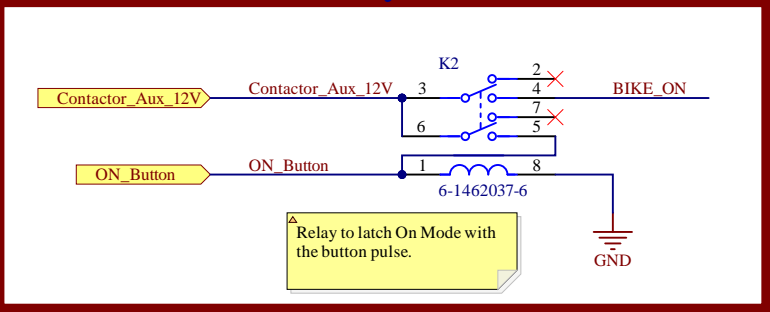 K2
Contactor_Aux_12V
Contactor_Aux_12V
3
2
4
BIKE_ON
7
6
5
ON_Button
ON_Button
1
8
6-1462037-6
Relay to latch On Mode with
the button pulse.
GND